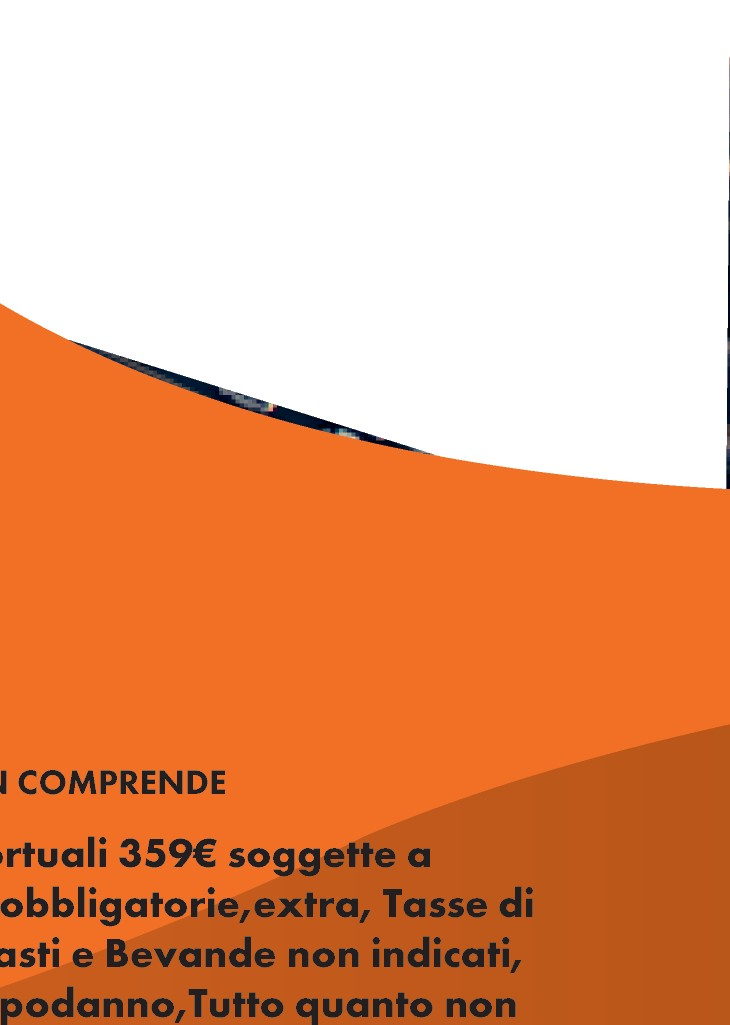 N COMPRENDE
ortuali 359€ soggette a
obbligatorie,extra, Tasse di
asti e Bevande non indicati,
podanno,Tutto quanto non